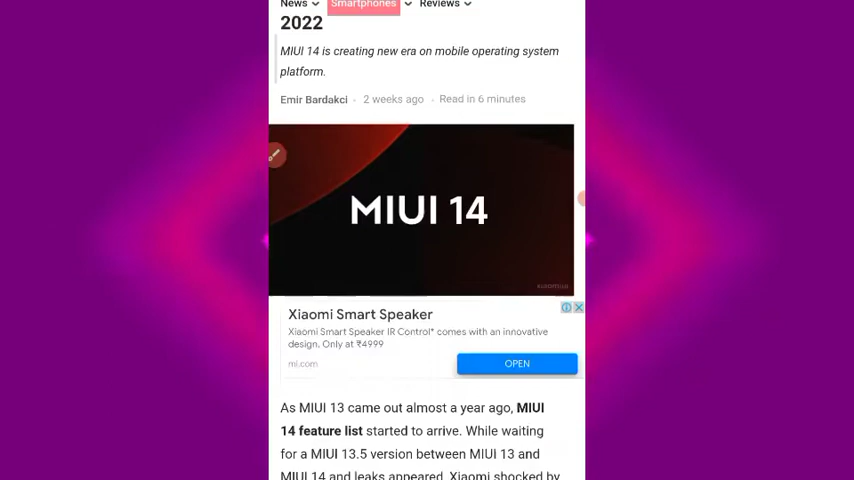 News Smartphones Reviews
2022
MIUI 14 is creating new era on mobile operating system
platform.
Emir Bardakci · 2 weeks ago · Read in 6 minutes
MIUI 14
xiaomiui
Xiaomi Smart Speaker
Xiaomi Smart Speaker IR Control* comes with an innovative
design. Only at ₹4999
mi.com
OPEN
As MIUI 13 came out almost a year ago, MIUI
14 feature list started to arrive. While waiting
for a MIUI 13.5 version between MIUI 13 and
MIUI 14 and leaks appeared, Xiaomi shocked by